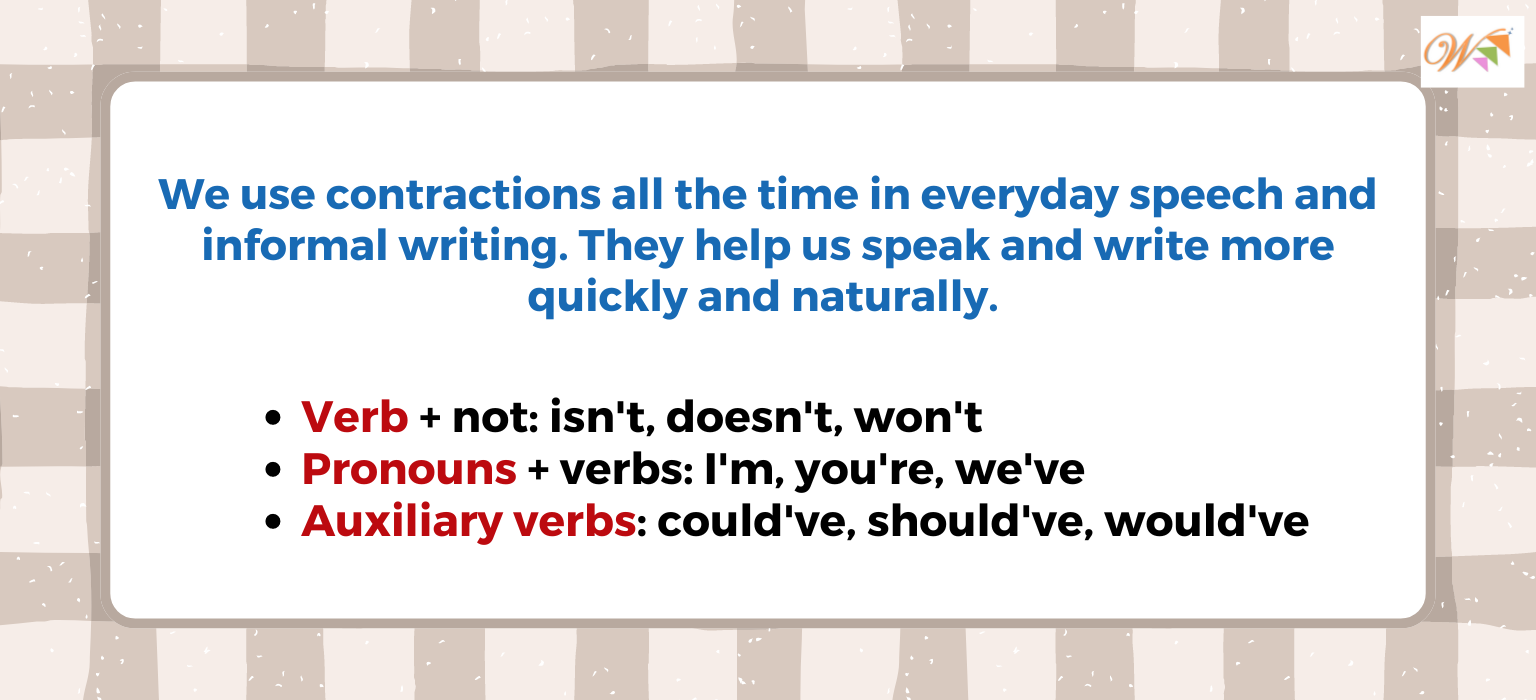 W
We use contractions all the time in everyday speech and
informal writing. They help us speak and write more
quickly and naturally.
• Verb + not: isn't, doesn't, won't
• Pronouns + verbs: I'm, you're, we've
• Auxiliary verbs: could've, should've, would've